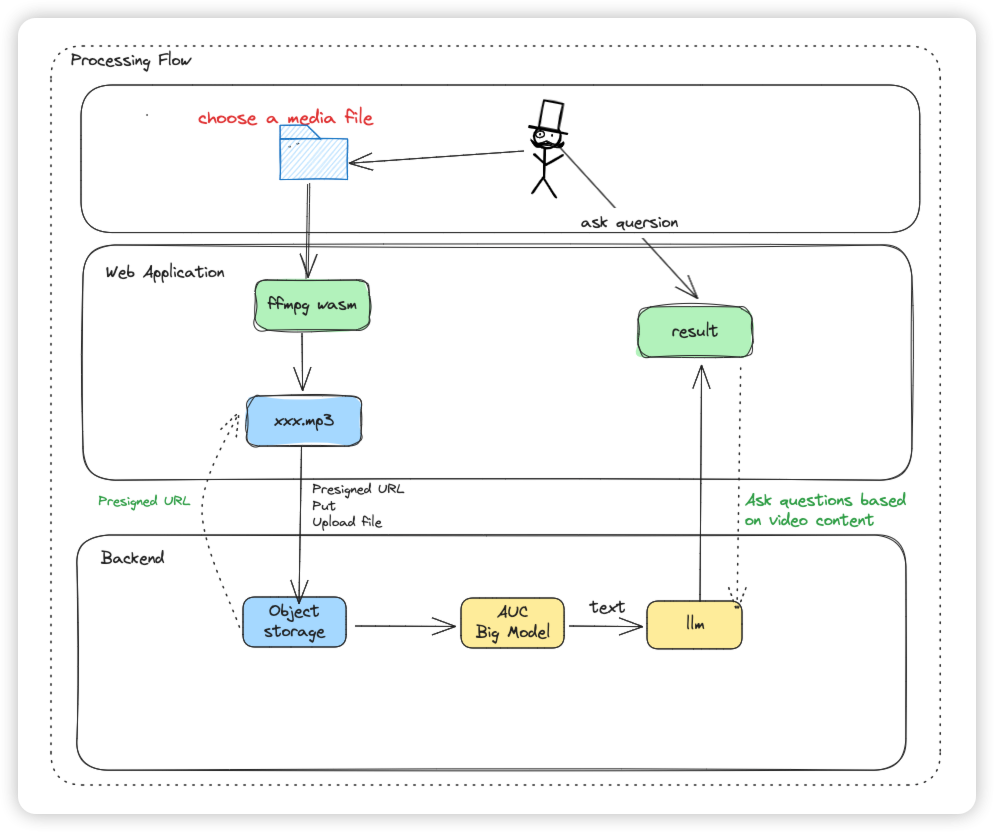 Processing Flow
choose a media file
ask quersion
Web Application
ffmpg wasm
result
xxx.mp3
Presigned URL
Presigned URL
Put
Upload file
Ask questions based
on video content
Backend
Object
storage
AUC
Big Model
text
llm